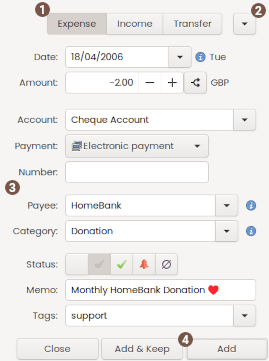 1 2
Expense Income Transfer
Date: 18/04/2006 Tue
Amount: -2.00 − + GBP
Account: Cheque Account
Payment: Electronic payment
Number:
3
Payee: HomeBank
Category: Donation
Status:
Memo: Monthly HomeBank Donation ❤
Tags: support
4
Close Add & Keep Add